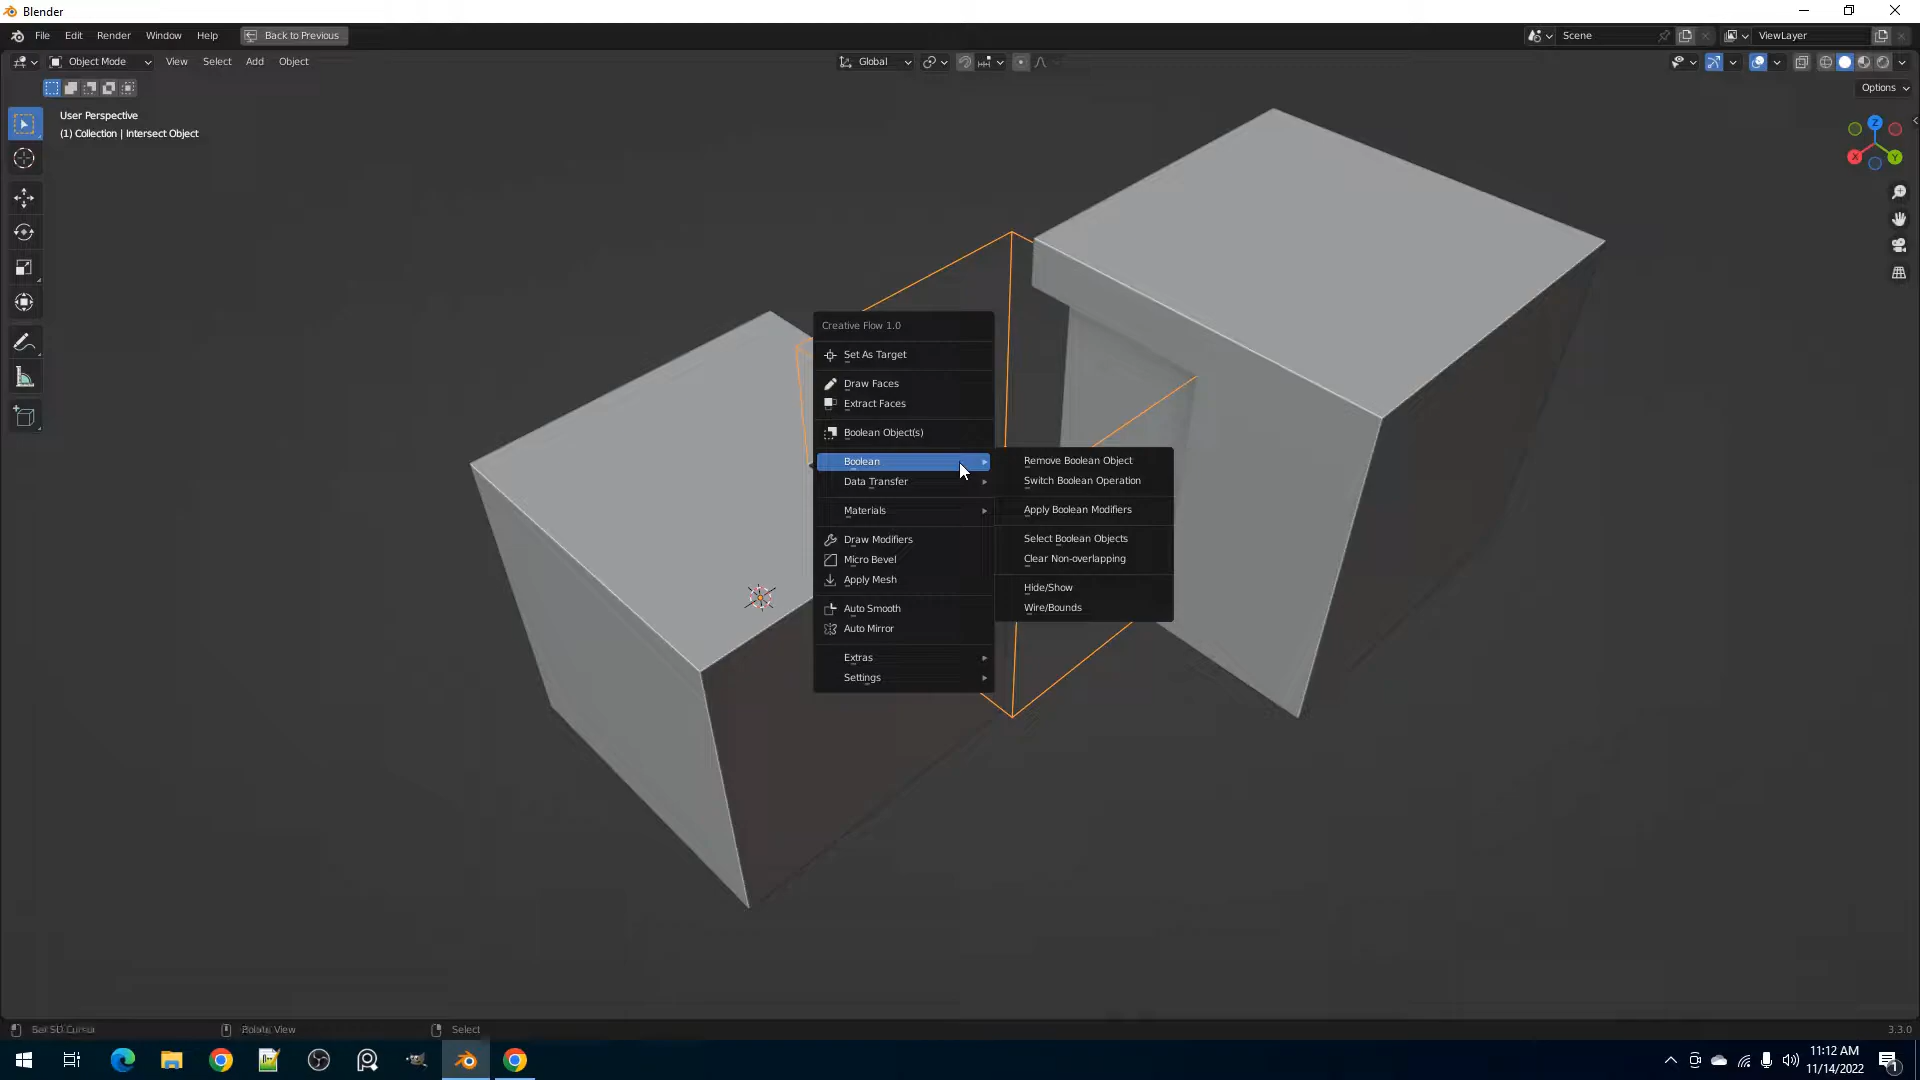 Blender
File Edit Render Window Help Back to Previous Scene ViewLayer
Object Mode View Select Add Object Global
Options
User Perspective
(1) Collection | Intersect Object
Z
X
Y
Creative Flow 1.0
Set As Target
Draw Faces
Extract Faces
Boolean Object(s)
Boolean
Data Transfer
Materials
Draw Modifiers
Micro Bevel
Apply Mesh
Auto Smooth
Auto Mirror
Extras
Settings
Remove Boolean Object
Switch Boolean Operation
Apply Boolean Modifiers
Select Boolean Objects
Clear Non-overlapping
Hide/Show
Wire/Bounds
Select
3.3.0
11:12 AM
11/14/2022
1